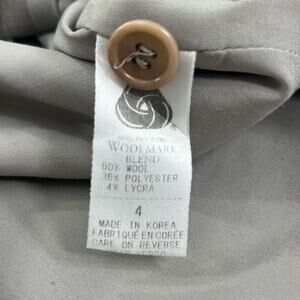 WOOLMARK
BLEND
60% WOOL
36% POLYESTER
4% LYCRA
4
MADE IN KOREA
FABRIQUÉ EN CORÉE
CARE ON REVERSE